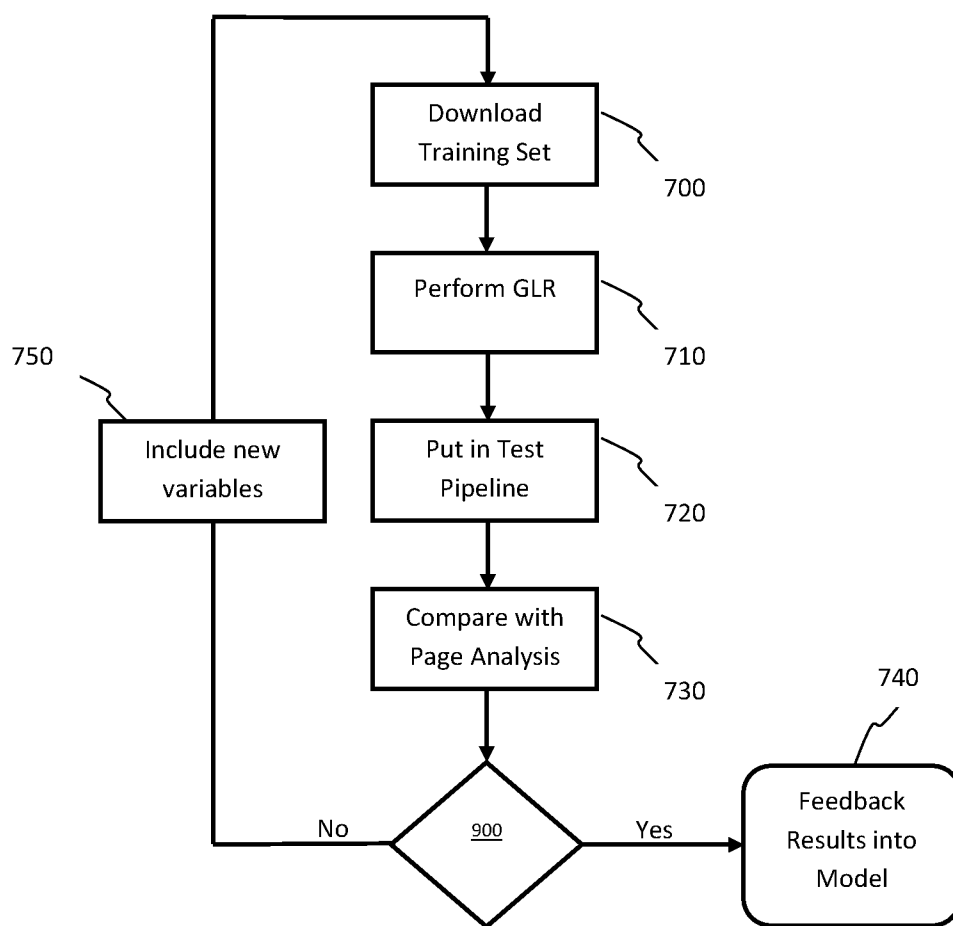 Download
Training Set
700
Perform GLR
710
750
Include new
variables
Put in Test
Pipeline
720
Compare with
Page Analysis
730
740
No
900
Yes
Feedback
Results into
Model